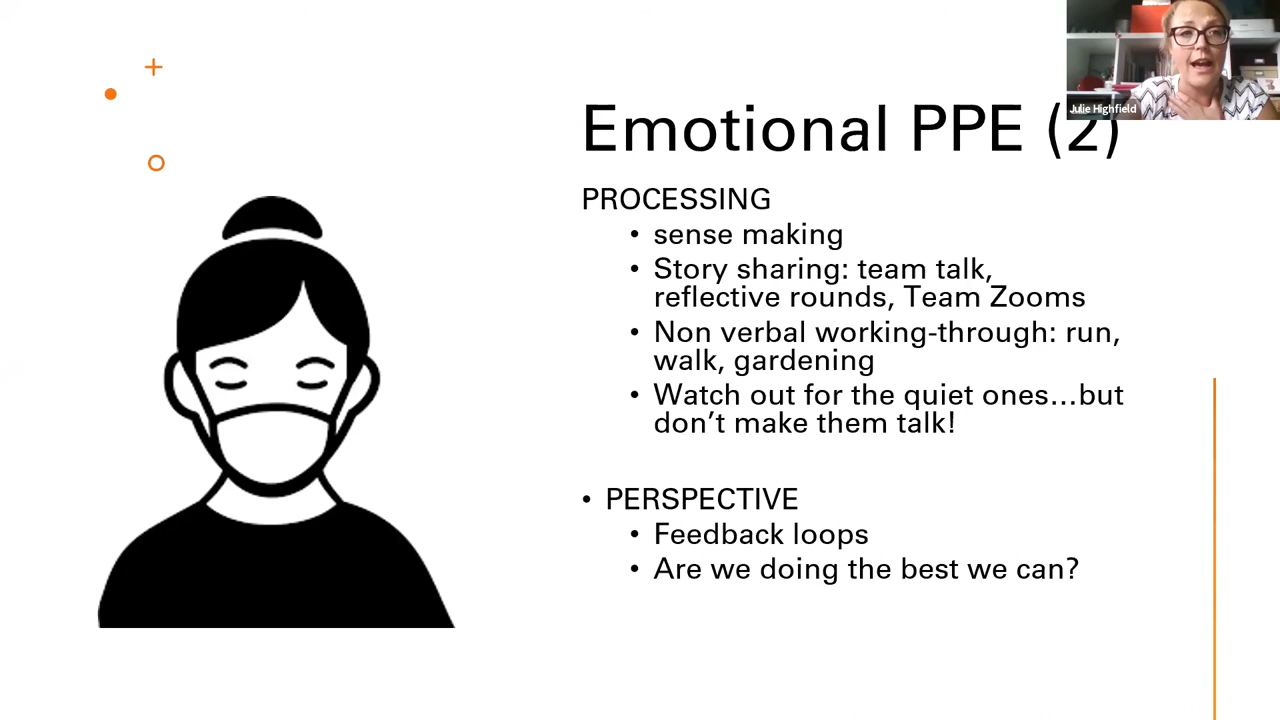 Julie Highfield
Emotional PPE (2)
PROCESSING
• sense making
• Story sharing: team talk,
reflective rounds, Team Zooms
• Non verbal working-through: run,
walk, gardening
• Watch out for the quiet ones...but
don’t make them talk!
• PERSPECTIVE
• Feedback loops
• Are we doing the best we can?